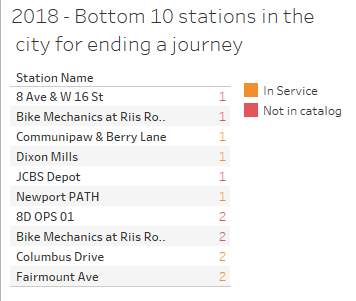 2018 - Bottom 10 stations in the
city for ending a journey
Station Name
8 Ave & W 16 St 1
Bike Mechanics at Riis Ro.. 1
Communipaw & Berry Lane 1
Dixon Mills 1
JCBS Depot 1
Newport PATH 1
8D OPS 01 2
Bike Mechanics at Riis Ro.. 2
Columbus Drive 2
Fairmount Ave 2
In Service
Not in catalog